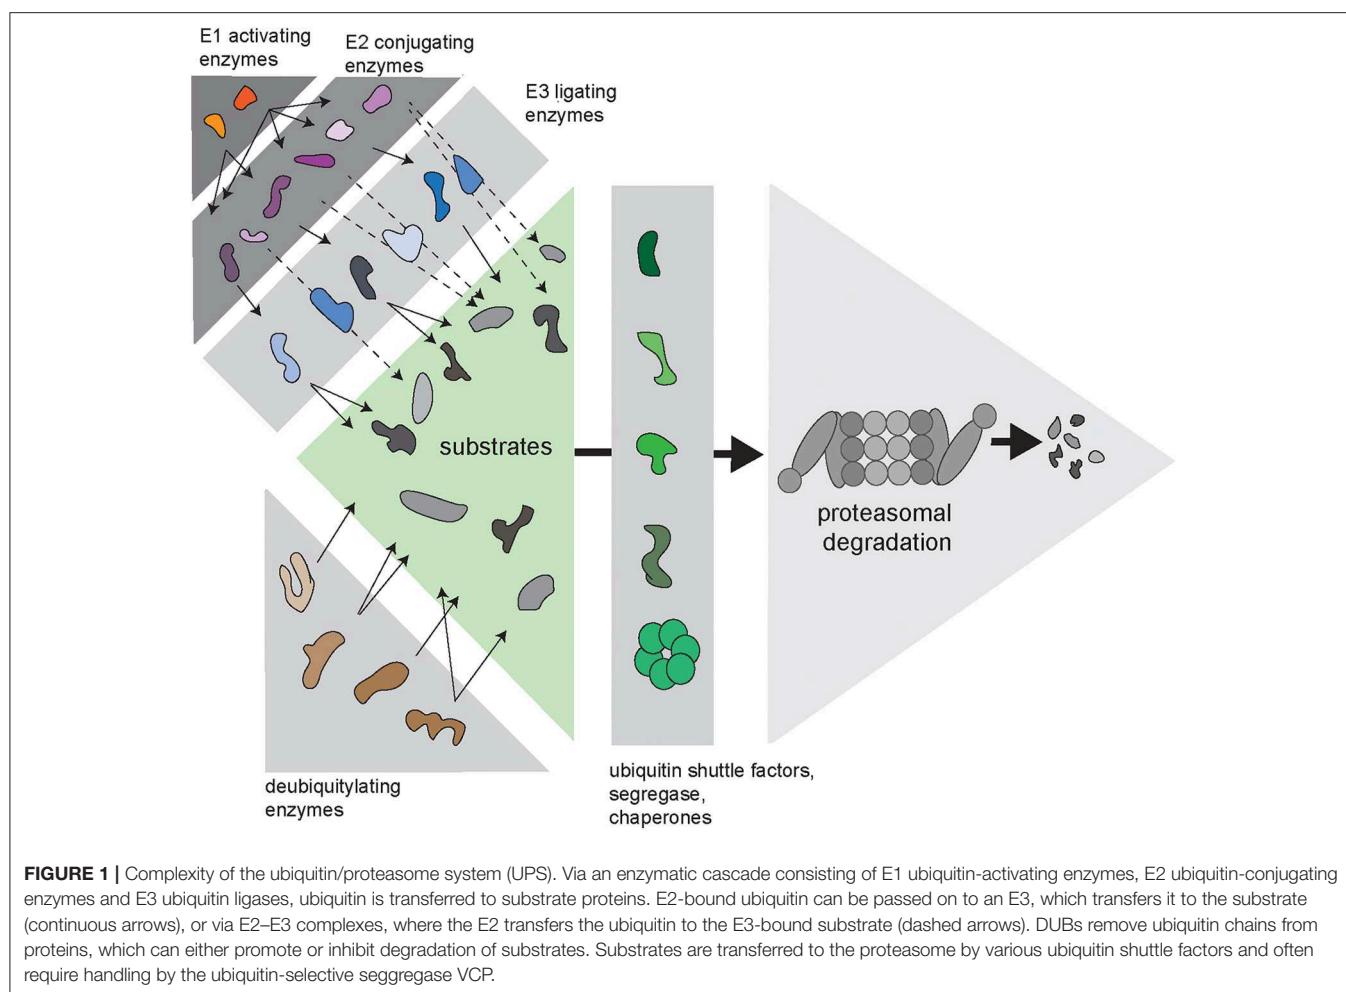 E1 activating
enzymes
E2 conjugating
enzymes
E3 ligating
enzymes
substrates
proteasomal
degradation
deubiquitylating
enzymes
ubiquitin shuttle factors,
segregase,
chaperones
FIGURE 1 | Complexity of the ubiquitin/proteasome system (UPS). Via an enzymatic cascade consisting of E1 ubiquitin-activating enzymes, E2 ubiquitin-conjugating
enzymes and E3 ubiquitin ligases, ubiquitin is transferred to substrate proteins. E2-bound ubiquitin can be passed on to an E3, which transfers it to the substrate
(continuous arrows), or via E2–E3 complexes, where the E2 transfers the ubiquitin to the E3-bound substrate (dashed arrows). DUBs remove ubiquitin chains from
proteins, which can either promote or inhibit degradation of substrates. Substrates are transferred to the proteasome by various ubiquitin shuttle factors and often
require handling by the ubiquitin-selective seggregase VCP.